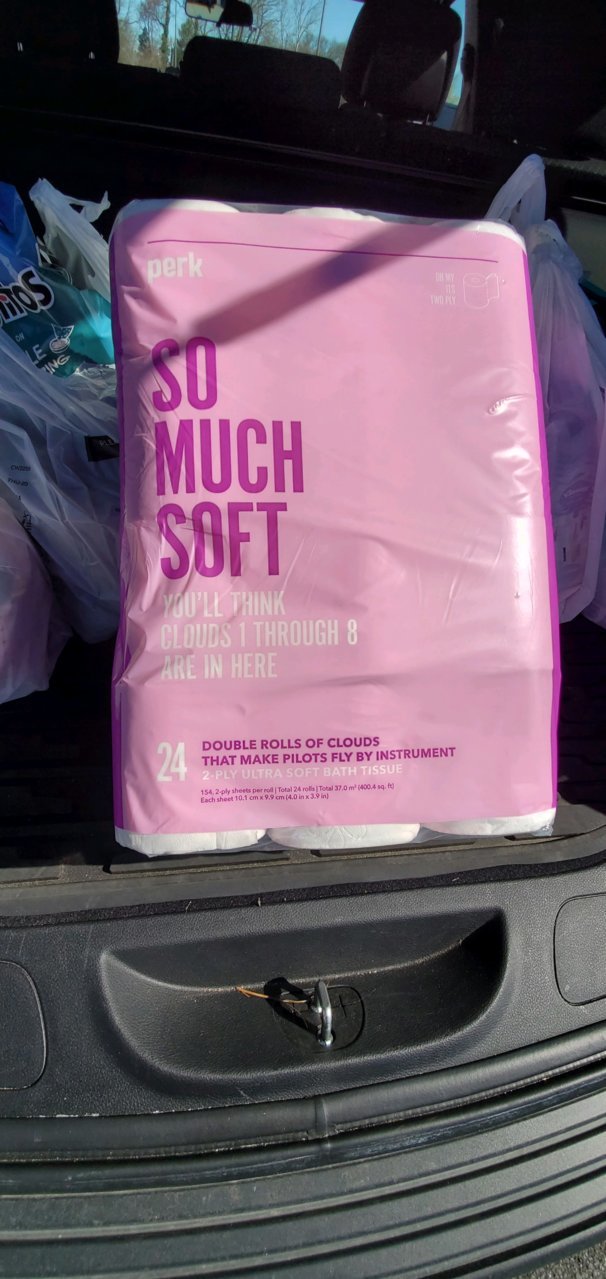 perk
OH MY
ITS
TWO PLY
SO
MUCH
SOFT
YOU'LL THINK
CLOUDS 1 THROUGH 8
ARE IN HERE
24
DOUBLE ROLLS OF CLOUDS
THAT MAKE PILOTS FLY BY INSTRUMENT
2-PLY ULTRA SOFT BATH TISSUE
154, 2-ply sheets per roll | Total 24 rolls | Total 37.0 m² (400.4 sq. ft)
Each sheet 10.1 cm x 9.9 cm (4.0 in x 3.9 in)